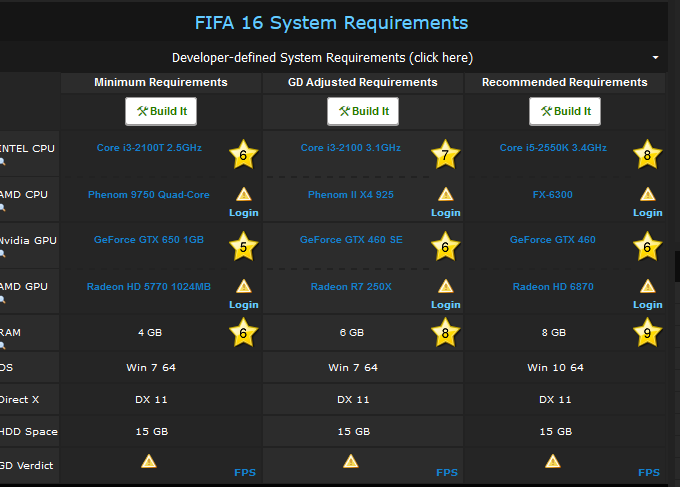 FIFA 16 System Requirements
Developer-defined System Requirements (click here)
Minimum Requirements GD Adjusted Requirements Recommended Requirements
Build It Build It Build It
INTEL CPU Core i3-2100T 2.5GHz 6 Core i3-2100 3.1GHz 7 Core i5-2550K 3.4GHz 8
AMD CPU Phenom 9750 Quad-Core Login Phenom II X4 925 Login FX-6300 Login
Nvidia GPU GeForce GTX 650 1GB 5 GeForce GTX 460 SE 6 GeForce GTX 460 6
AMD GPU Radeon HD 5770 1024MB Login Radeon R7 250X Login Radeon HD 6870 Login
RAM 4 GB 6 6 GB 8 8 GB 9
OS Win 7 64 Win 7 64 Win 10 64
Direct X DX 11 DX 11 DX 11
HDD Space 15 GB 15 GB 15 GB
GD Verdict FPS FPS FPS